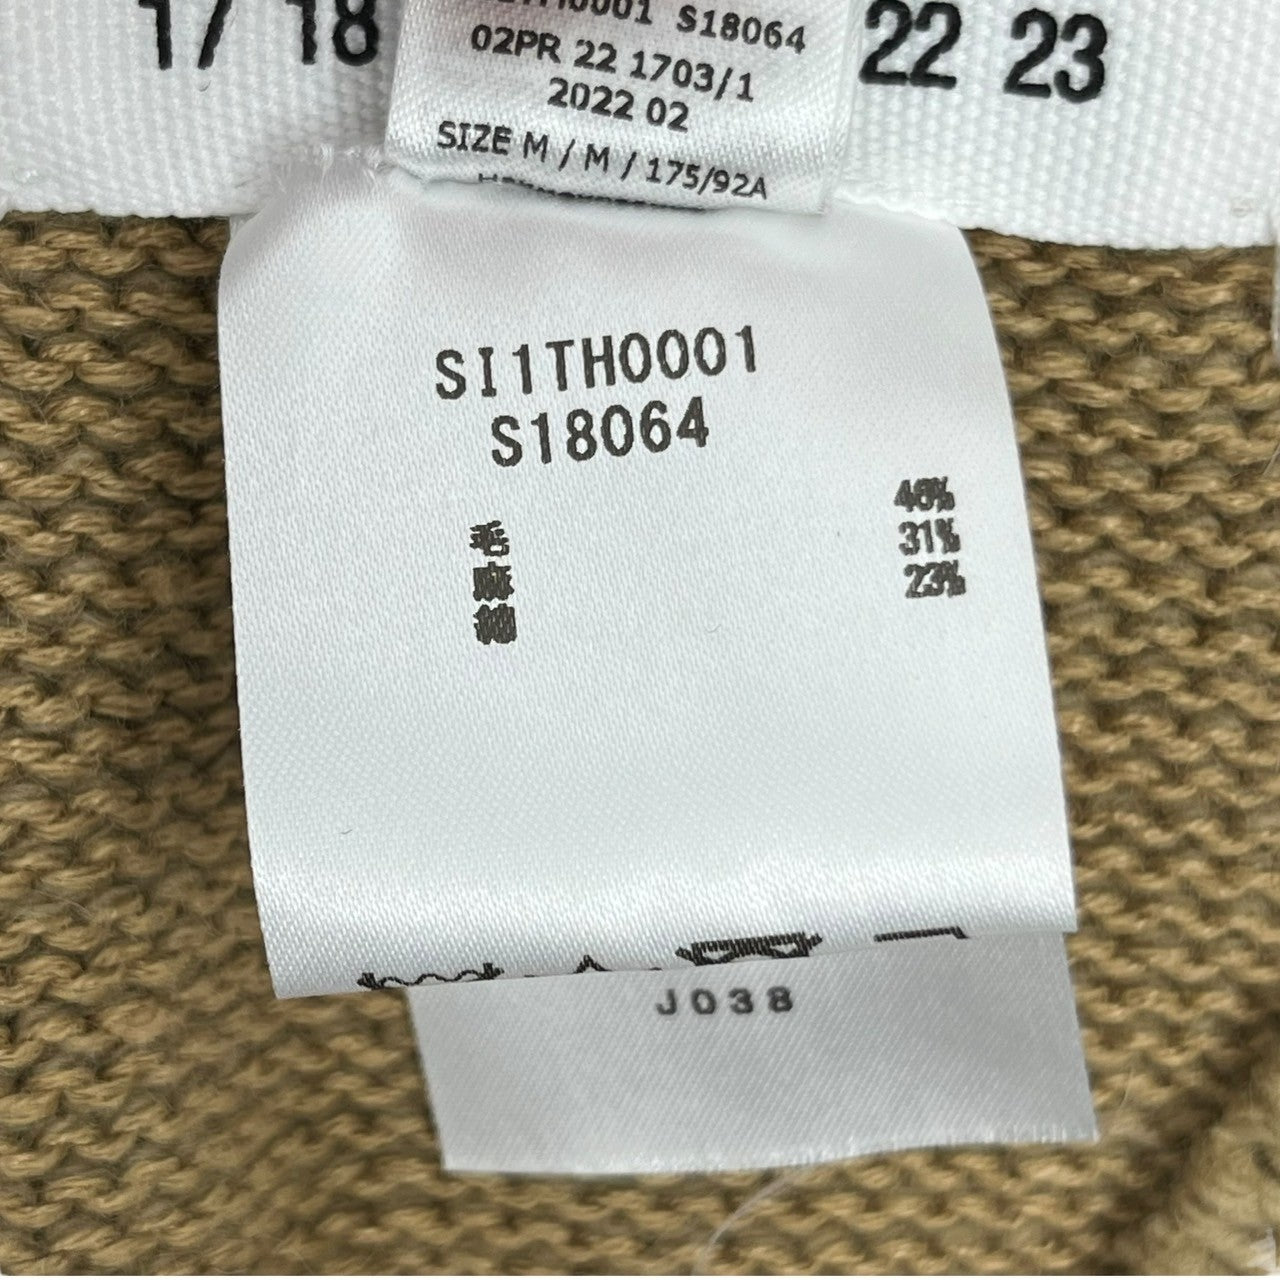 17 18 22 23
S18064
02PR 22 1703/1
2022 02
SIZE M / M / 175/92A
SI1TH0001
S18064
毛 46%
麻 31%
綿 23%
J038